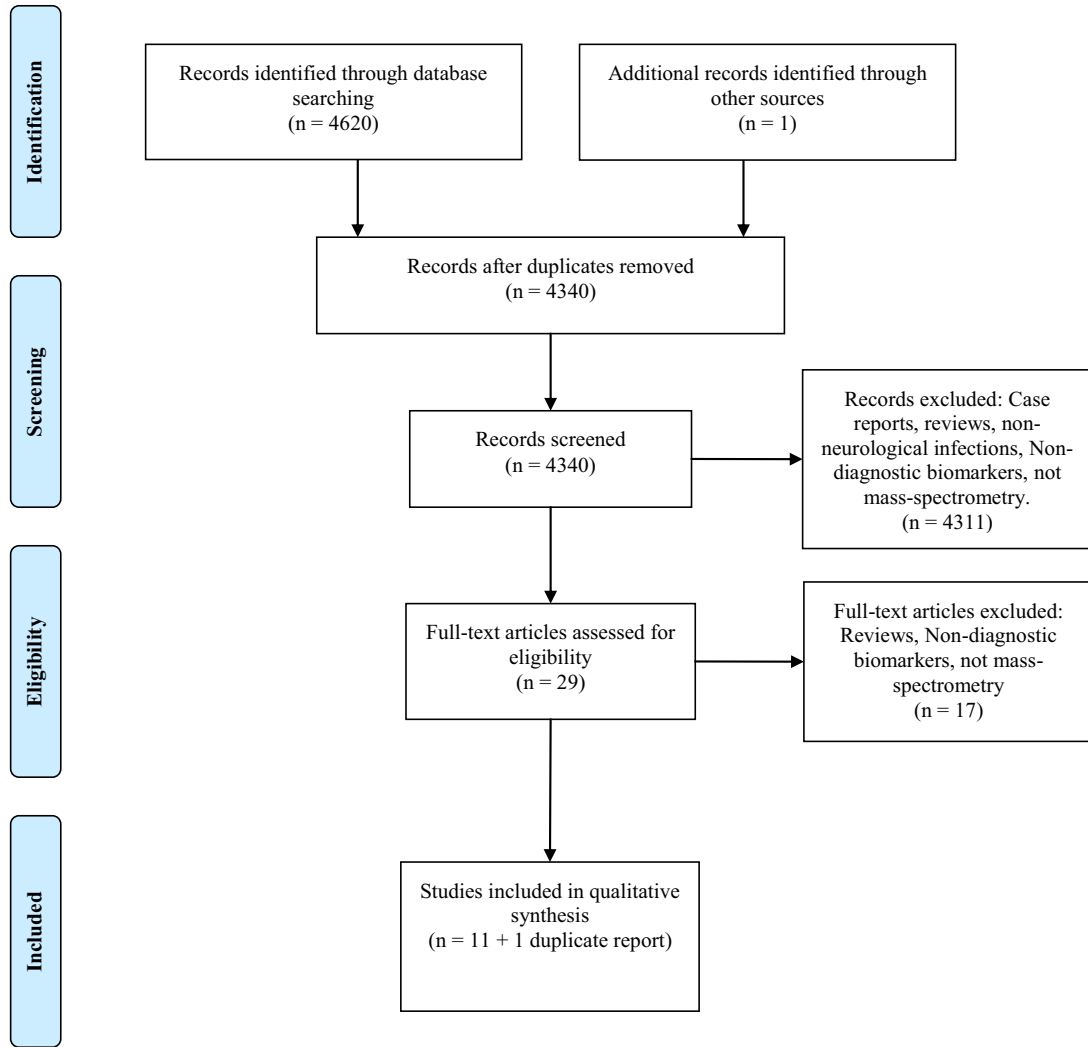 Identification
Records identified through database
searching
(n = 4620)
Additional records identified through
other sources
(n = 1)
Records after duplicates removed
(n = 4340)
Screening
Records screened
(n = 4340)
Records excluded: Case
reports, reviews, non-
neurological infections, Non-
diagnostic biomarkers, not
mass-spectrometry.
(n = 4311)
Eligibility
Full-text articles assessed for
eligibility
(n = 29)
Full-text articles excluded:
Reviews, Non-diagnostic
biomarkers, not mass-
spectrometry
(n = 17)
Included
Studies included in qualitative
synthesis
(n = 11 + 1 duplicate report)